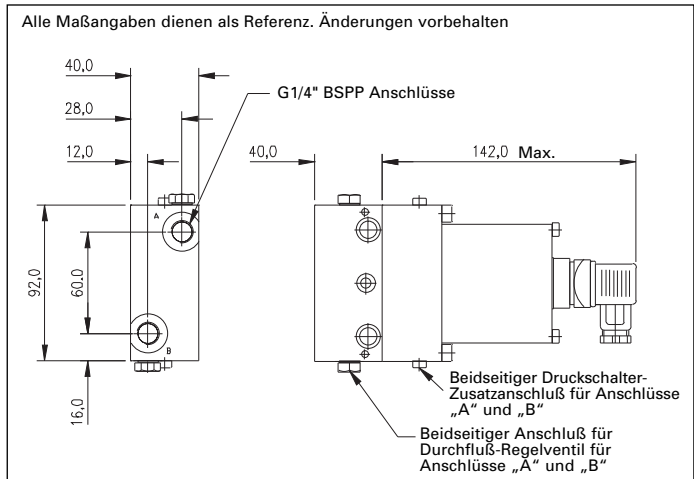 Alle Maßangaben dienen als Referenz. Änderungen vorbehalten
40,0
28,0
12,0
G1/4" BSPP Anschlüsse
40,0
142,0 Max.
A
92,0
60.0
B
16,0
Beidseitiger Druckschalter-
Zusatzanschluß für Anschlüsse
„A“ und „B“
Beidseitiger Anschluß für
Durchfluß-Regelventil für
Anschlüsse „A“ und „B“